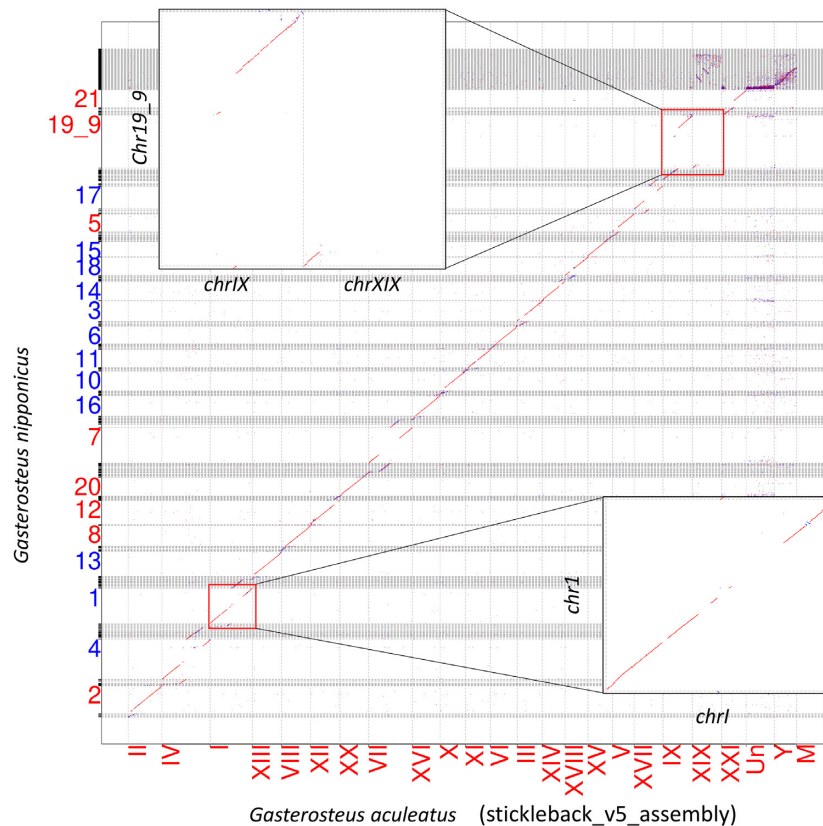 21
19_9
17
5
15
18
14
3
6
11
10
16
7
20
12
8
13
1
4
2
Gasterosteus nipponicus
Chr19_9
chrIX chrXIX
chr1
chrI
II IV I XIII VIII XII XX VII XVI X XI VI III XIV XVIII XV V XVII IX XIX XXI Un Y M
Gasterosteus aculeatus (stickleback_v5_assembly)